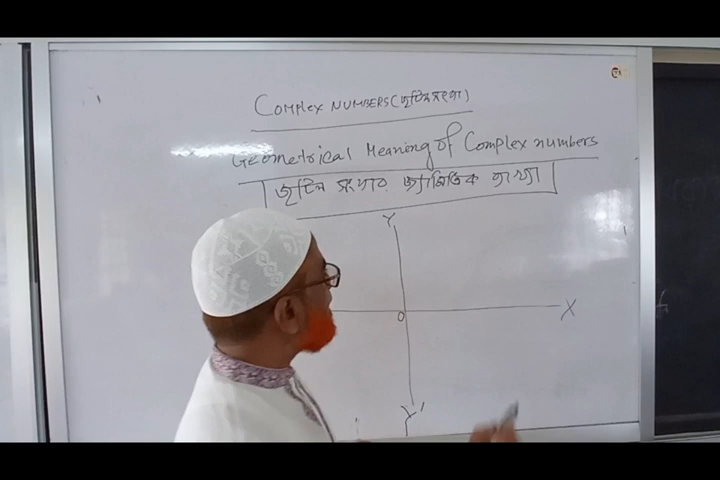 COMPLEX NUMBERS (জটিল সংখ্যা)
Geometrical Meaning of Complex numbers
জটিল সংখ্যার জ্যামিতিক ব্যাখ্যা
Y
O
X
Y'